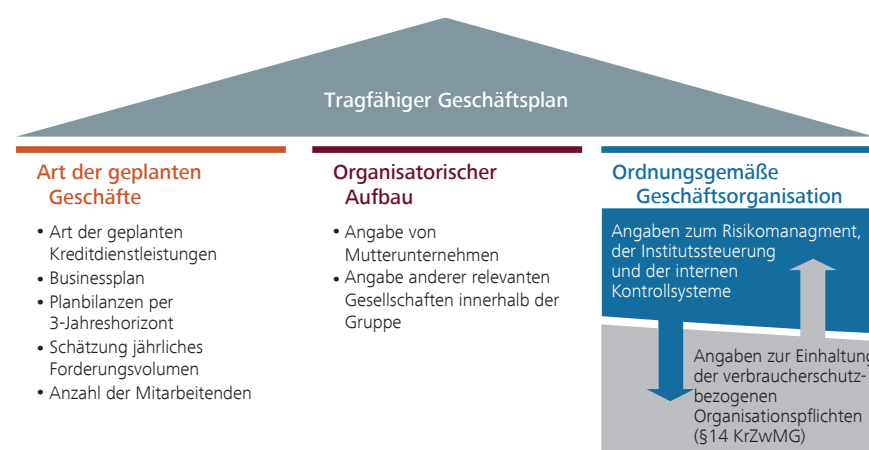 Tragfähiger Geschäftsplan
Art der geplanten
Geschäfte
• Art der geplanten
Kreditdienstleistungen
• Businessplan
• Planbilanzen per
3-Jahreshorizont
• Schätzung jährliches
Forderungsvolumen
• Anzahl der Mitarbeitenden
Organisatorischer
Aufbau
• Angabe von
Mutterunternehmen
• Angabe anderer relevanten
Gesellschaften innerhalb der
Gruppe
Ordnungsgemäße
Geschäftsorganisation
Angaben zum Risikomanagment,
der Institutssteuerung
und der internen
Kontrollsysteme
Angaben zur Einhaltung
der verbraucherschutz-
bezogenen
Organisationspflichten
(§14 KrZwMG)